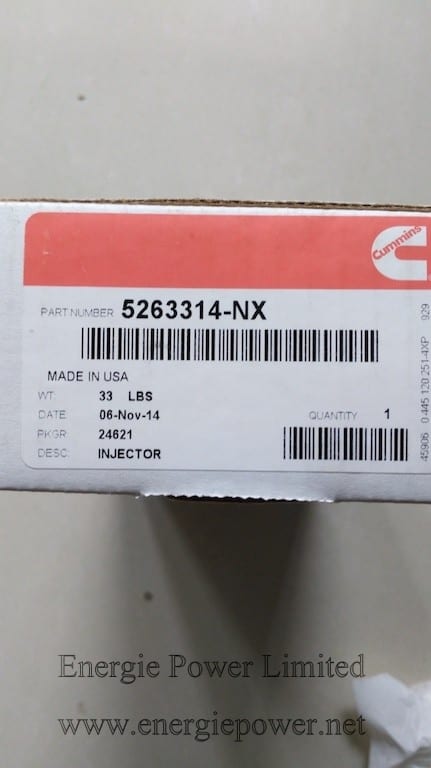 Cummins
PART NUMBER 5263314-NX
MADE IN USA
WT: 33 LBS
DATE: 06-Nov-14
PKGR: 24621
DESC: INJECTOR
QUANTITY 1
45906 0 445 120 251-4XP 929
Energie Power Limited
www.energiepower.net